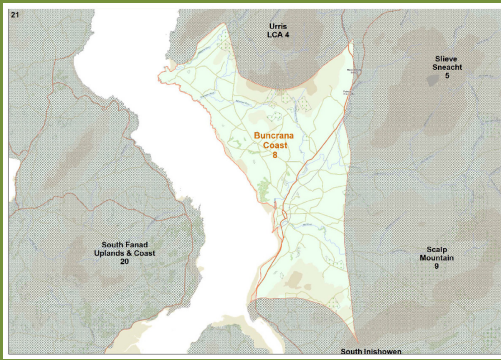 21
Urris
LCA 4
Slieve
Sneacht
5
Buncrana
Coast
8
South Fanad
Uplands & Coast
20
Scalp
Mountain
9
South Inishowen